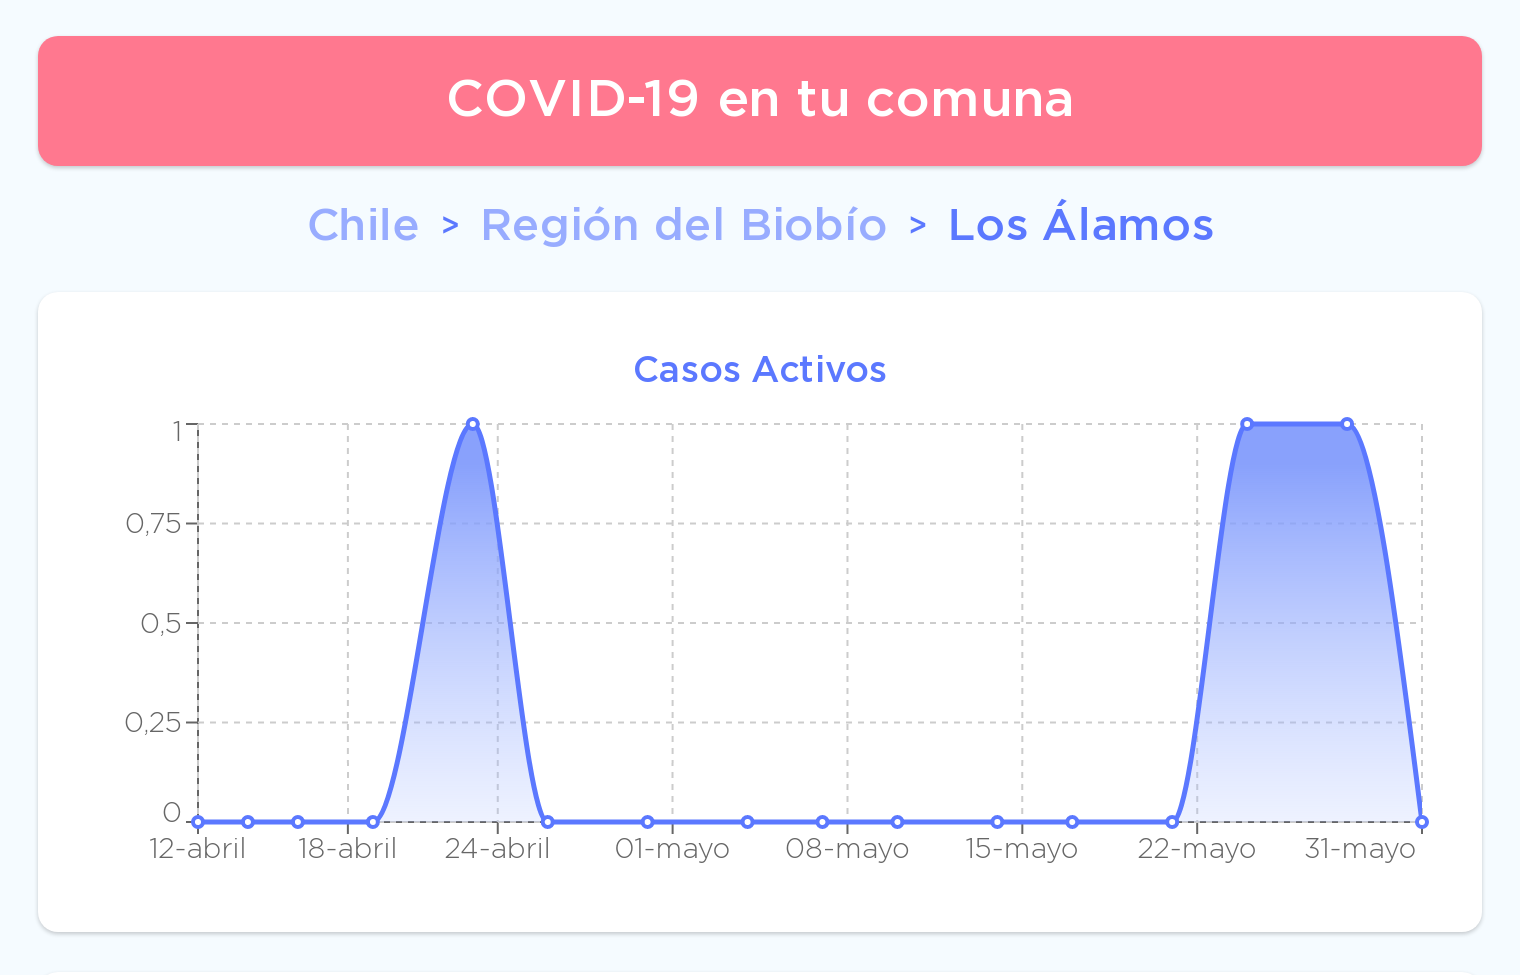 COVID-19 en tu comuna
Chile > Región del Biobío > Los Álamos
Casos Activos
1
0,75
0,5
0,25
0
12-abril 18-abril 24-abril 01-mayo 08-mayo 15-mayo 22-mayo 31-mayo